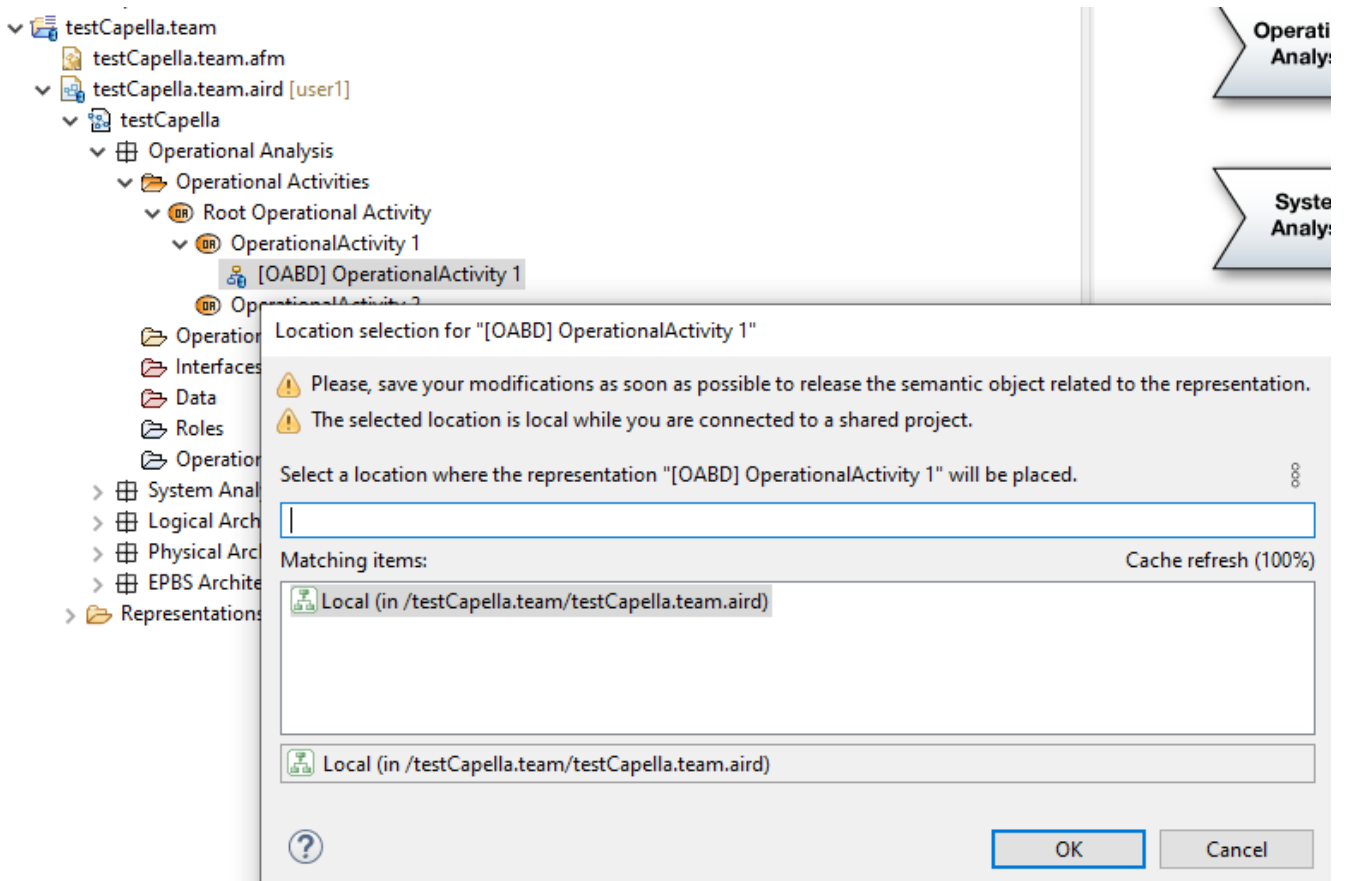 testCapella.team
testCapella.team.afm
testCapella.team.aird [user1]
testCapella
Operational Analysis
Operational Activities
OA Root Operational Activity
OA OperationalActivity 1
[OABD] OperationalActivity 1
OA
Operation
Interfaces
Data
Roles
Operation
System Anal
Logical Arch
Physical Arc
EPBS Archite
Representations
Operati
Analys
Syste
Analys
Location selection for "[OABD] OperationalActivity 1"
Please, save your modifications as soon as possible to release the semantic object related to the representation.
The selected location is local while you are connected to a shared project.
Select a location where the representation "[OABD] OperationalActivity 1" will be placed.
Matching items:
Cache refresh (100%)
Local (in /testCapella.team/testCapella.team.aird)
Local (in /testCapella.team/testCapella.team.aird)
?
OK
Cancel